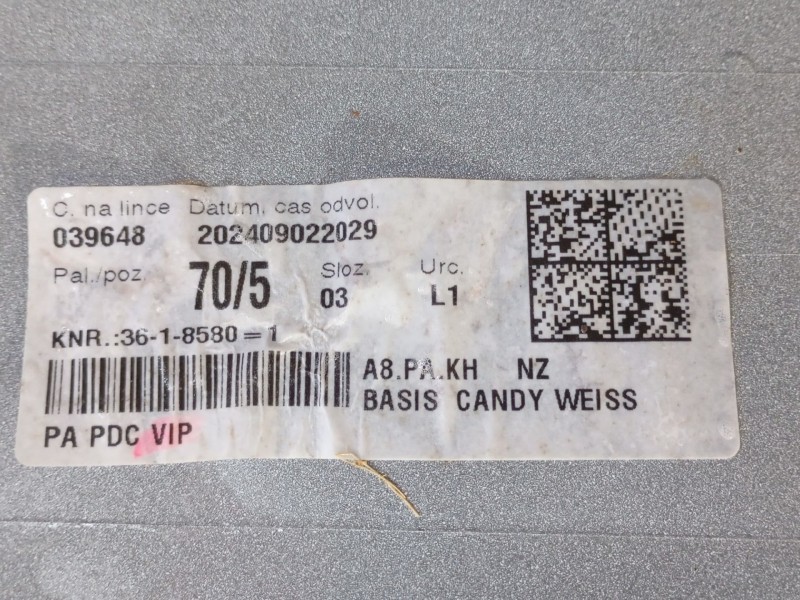 C. na lince Datum, cas odvol.
039648 202409022029
Pal./poz. 70/5 Sloz. 03 Urc. L1
KNR.:36-1-8580=1
A8.PA.KH NZ
BASIS CANDY WEISS
PA PDC VIP